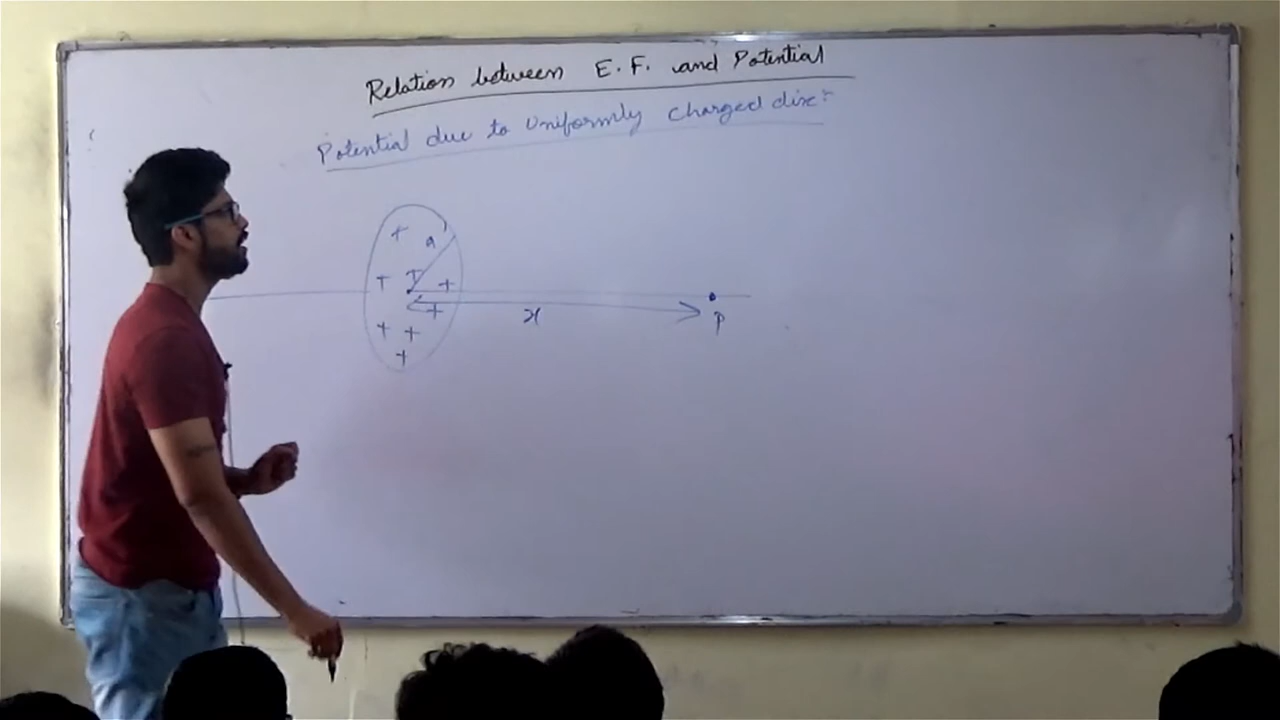 Relation between E.F. and Potential
Potential due to Uniformly Charged disc :-
+ a
+ + +
+
x
P
+ +
+